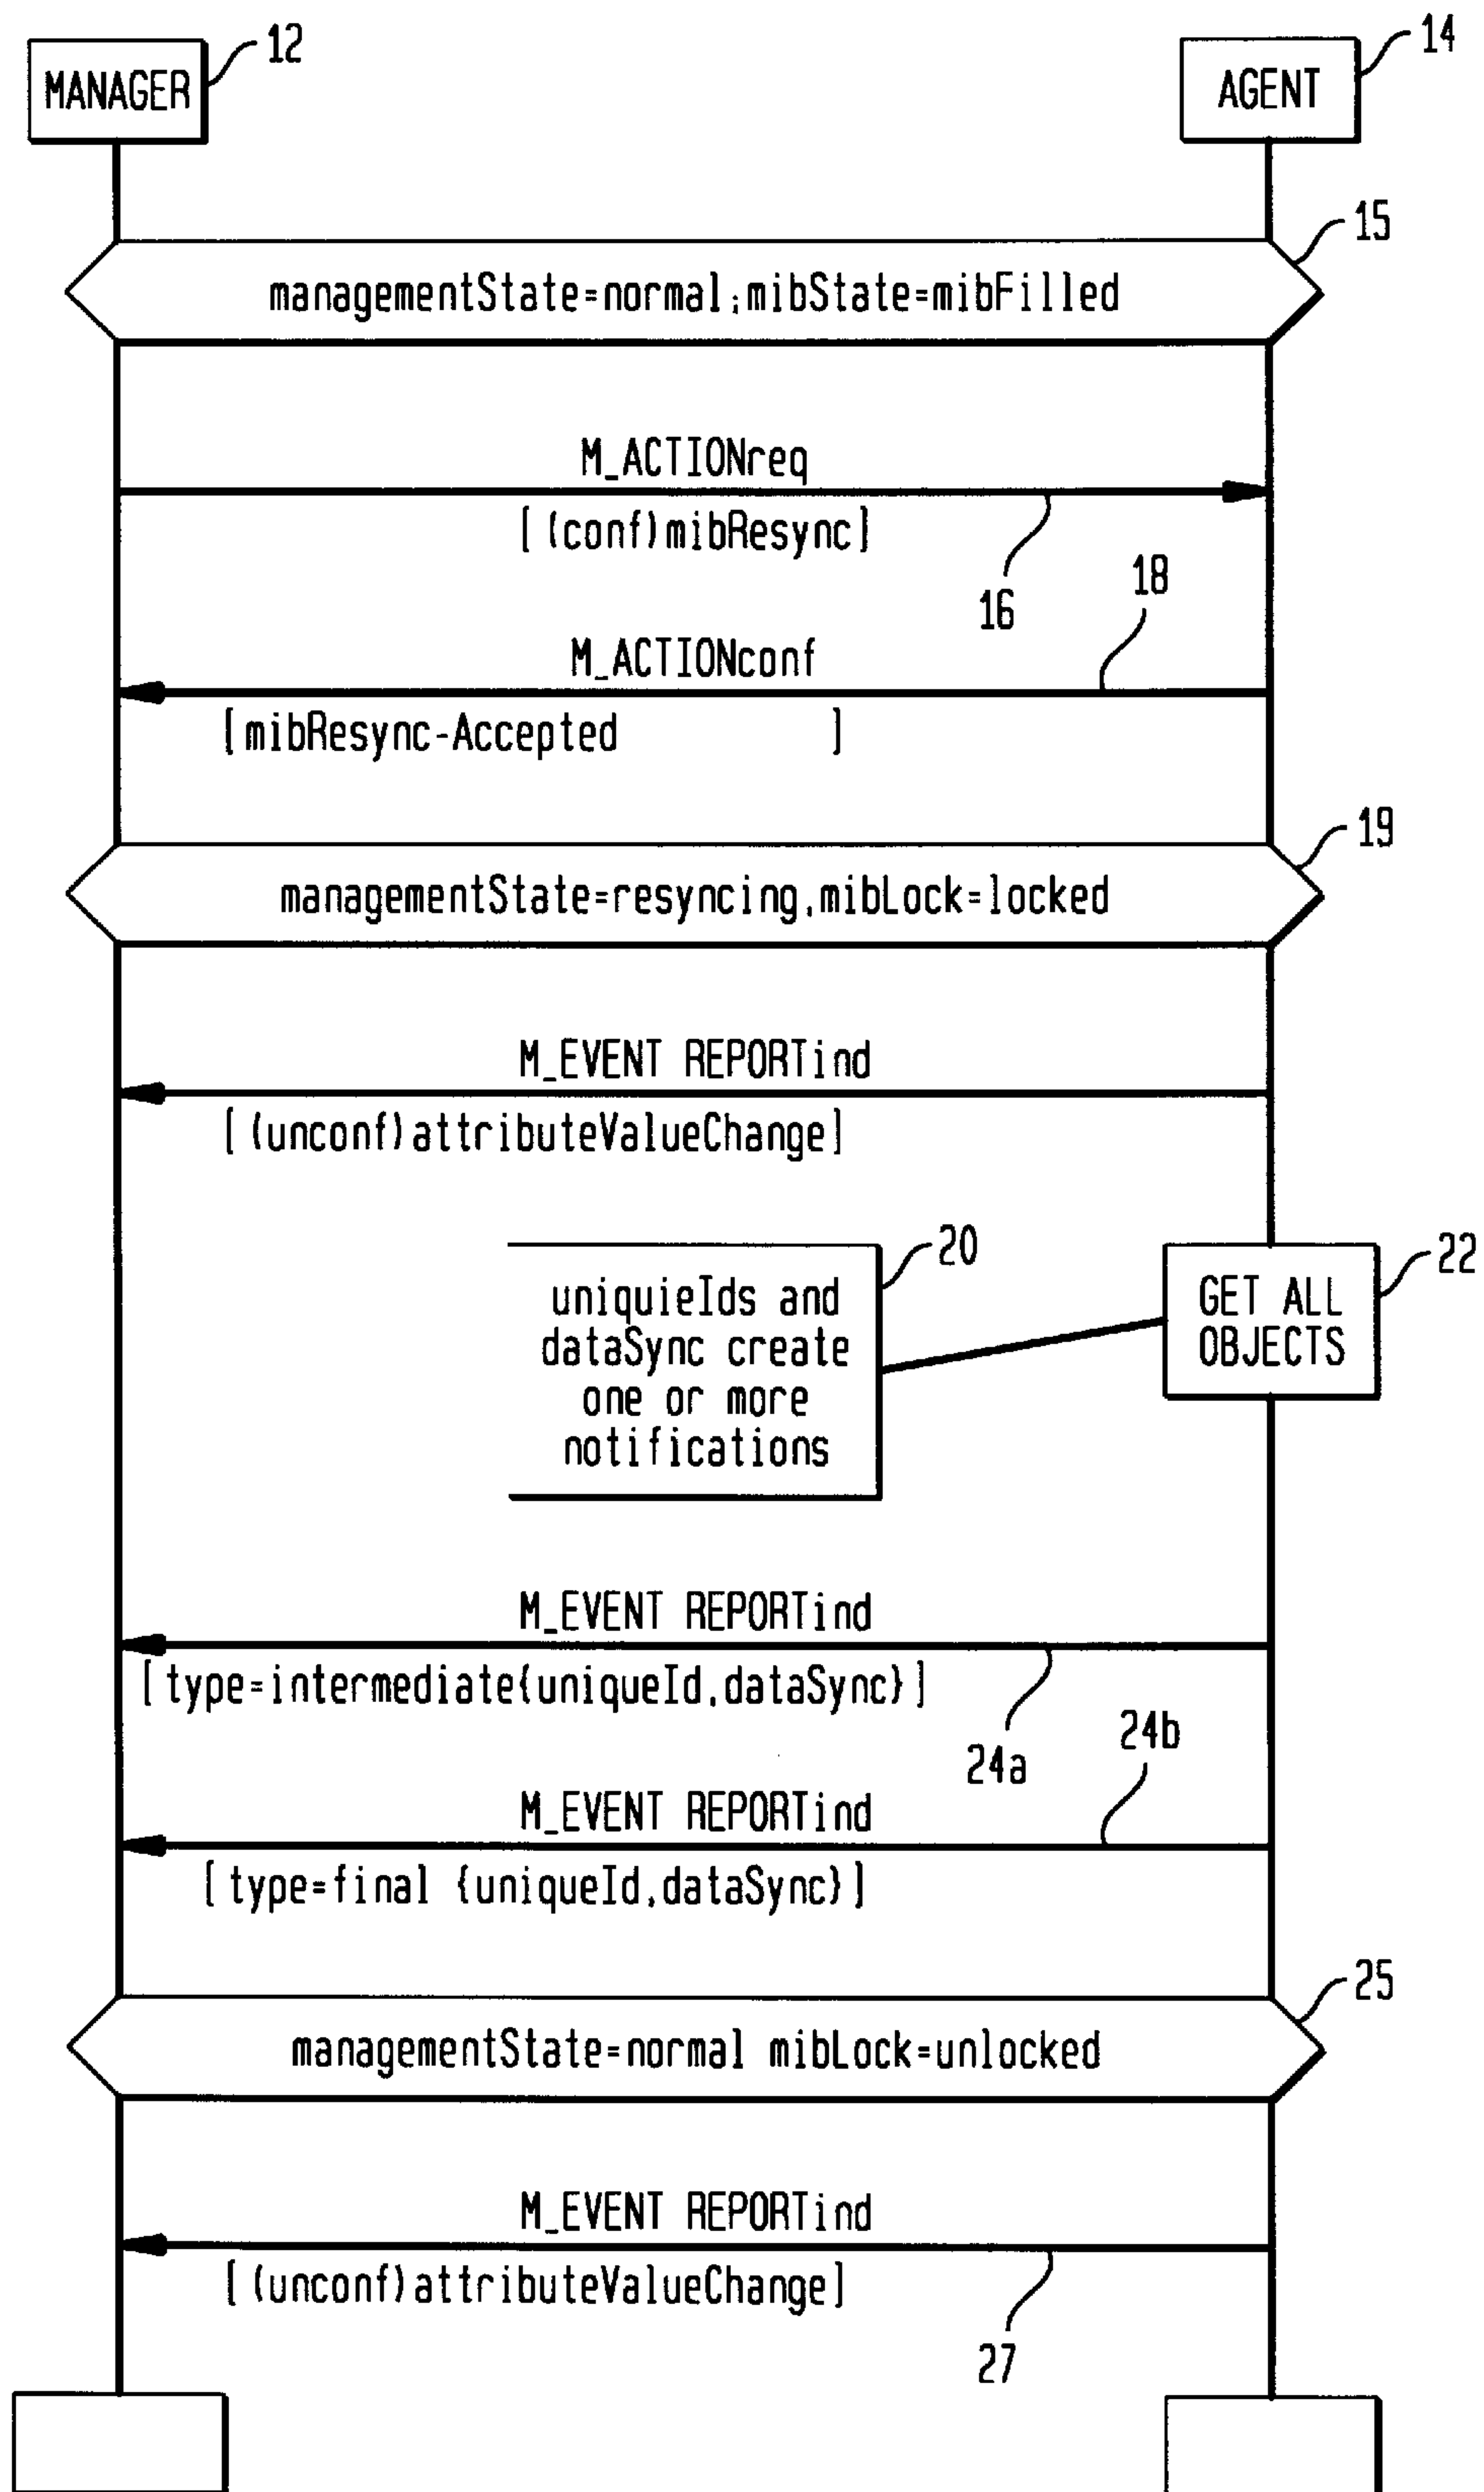 12
14
MANAGER
AGENT
15
managementState=normal;mibState=mibFilled
M_ACTIONreq
[(conf)mibResync]
16
18
M_ACTIONconf
[mibResync-Accepted ]
19
managementState=resyncing,mibLock=locked
M_EVENT REPORTind
[(unconf)attributeValueChange]
20
22
uniquieIds and
dataSync create
one or more
notifications
GET ALL
OBJECTS
M_EVENT REPORTind
[type=intermediate{uniqueId,dataSync}]
24a
24b
M_EVENT REPORTind
[type=final {uniqueId,dataSync}]
25
managementState=normal mibLock=unlocked
M_EVENT REPORTind
[(unconf)attributeValueChange]
27